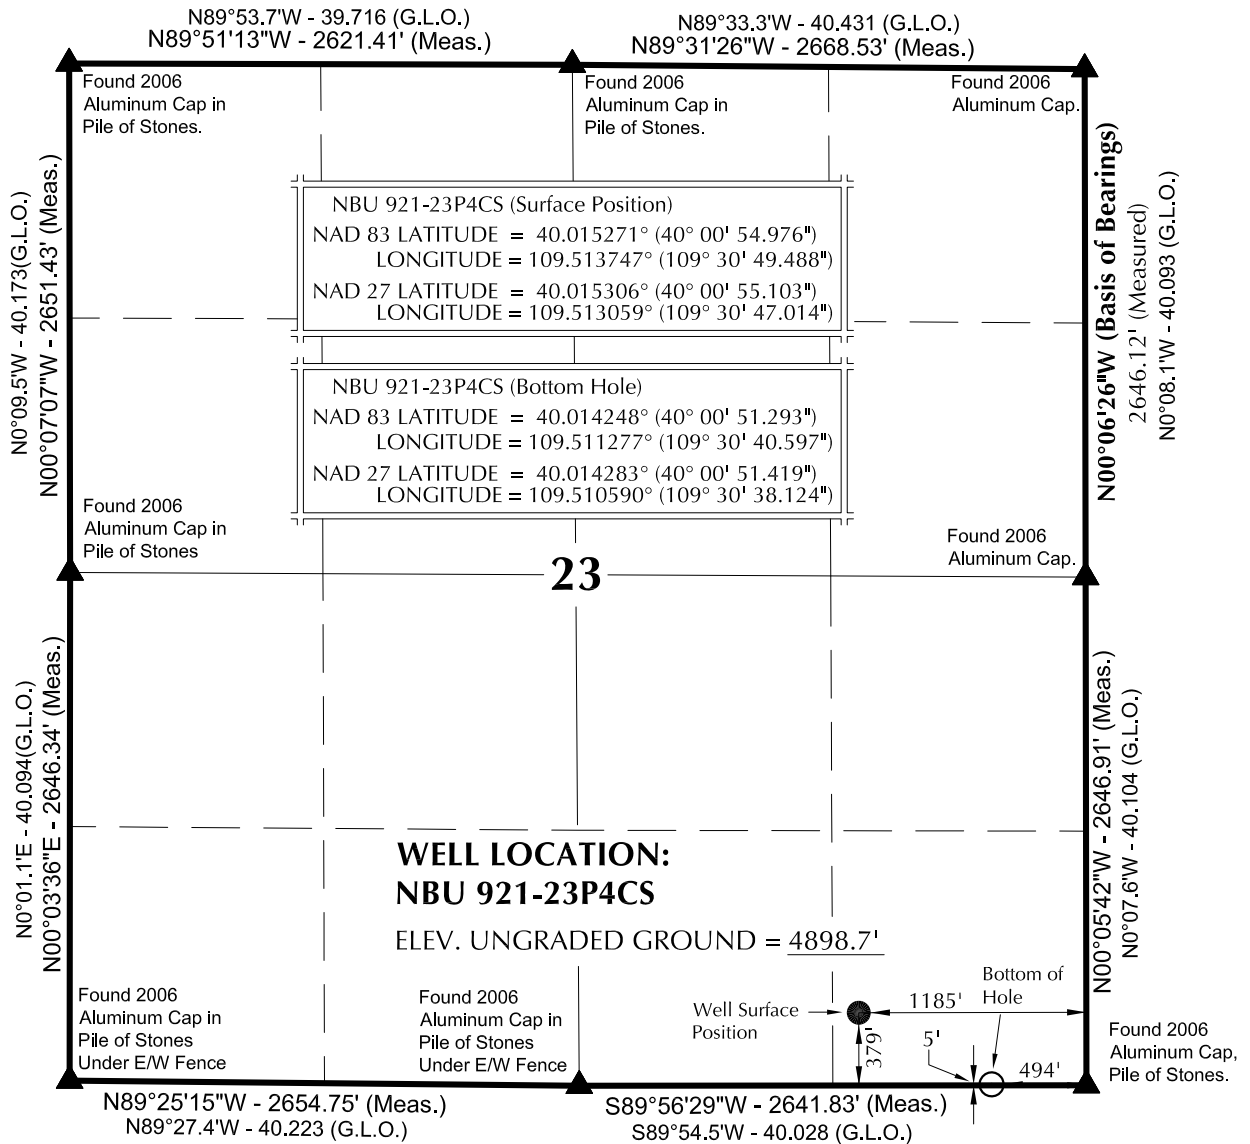 N89°53.7'W - 39.716 (G.L.O.)
N89°51'13"W - 2621.41' (Meas.)
N89°33.3'W - 40.431 (G.L.O.)
N89°31'26"W - 2668.53' (Meas.)
Found 2006
Aluminum Cap in
Pile of Stones.
Found 2006
Aluminum Cap in
Pile of Stones.
Found 2006
Aluminum Cap.
N0°09.5'W - 40.173(G.L.O.)
N00°07'07"W - 2651.43' (Meas.)
NBU 921-23P4CS (Surface Position)
NAD 83 LATITUDE = 40.015271° (40° 00' 54.976")
LONGITUDE = 109.513747° (109° 30' 49.488")
NAD 27 LATITUDE = 40.015306° (40° 00' 55.103")
LONGITUDE = 109.513059° (109° 30' 47.014")
NBU 921-23P4CS (Bottom Hole)
NAD 83 LATITUDE = 40.014248° (40° 00' 51.293")
LONGITUDE = 109.511277° (109° 30' 40.597")
NAD 27 LATITUDE = 40.014283° (40° 00' 51.419")
LONGITUDE = 109.510590° (109° 30' 38.124")
N00°06'26"W (Basis of Bearings)
2646.12' (Measured)
N0°08.1'W - 40.093 (G.L.O.)
Found 2006
Aluminum Cap in
Pile of Stones
Found 2006
Aluminum Cap.
23
N0°01.1'E - 40.094(G.L.O.)
N00°03'36"E - 2646.34' (Meas.)
N00°05'42"W - 2646.91' (Meas.)
N0°07.6'W - 40.104 (G.L.O.)
WELL LOCATION:
NBU 921-23P4CS
ELEV. UNGRADED GROUND = 4898.7'
Found 2006
Aluminum Cap in
Pile of Stones
Under E/W Fence
Found 2006
Aluminum Cap in
Pile of Stones
Under E/W Fence
Well Surface
Position
1185'
Bottom of
Hole
379'
5'
494'
Found 2006
Aluminum Cap,
Pile of Stones.
N89°25'15"W - 2654.75' (Meas.)
N89°27.4'W - 40.223 (G.L.O.)
S89°56'29"W - 2641.83' (Meas.)
S89°54.5'W - 40.028 (G.L.O.)